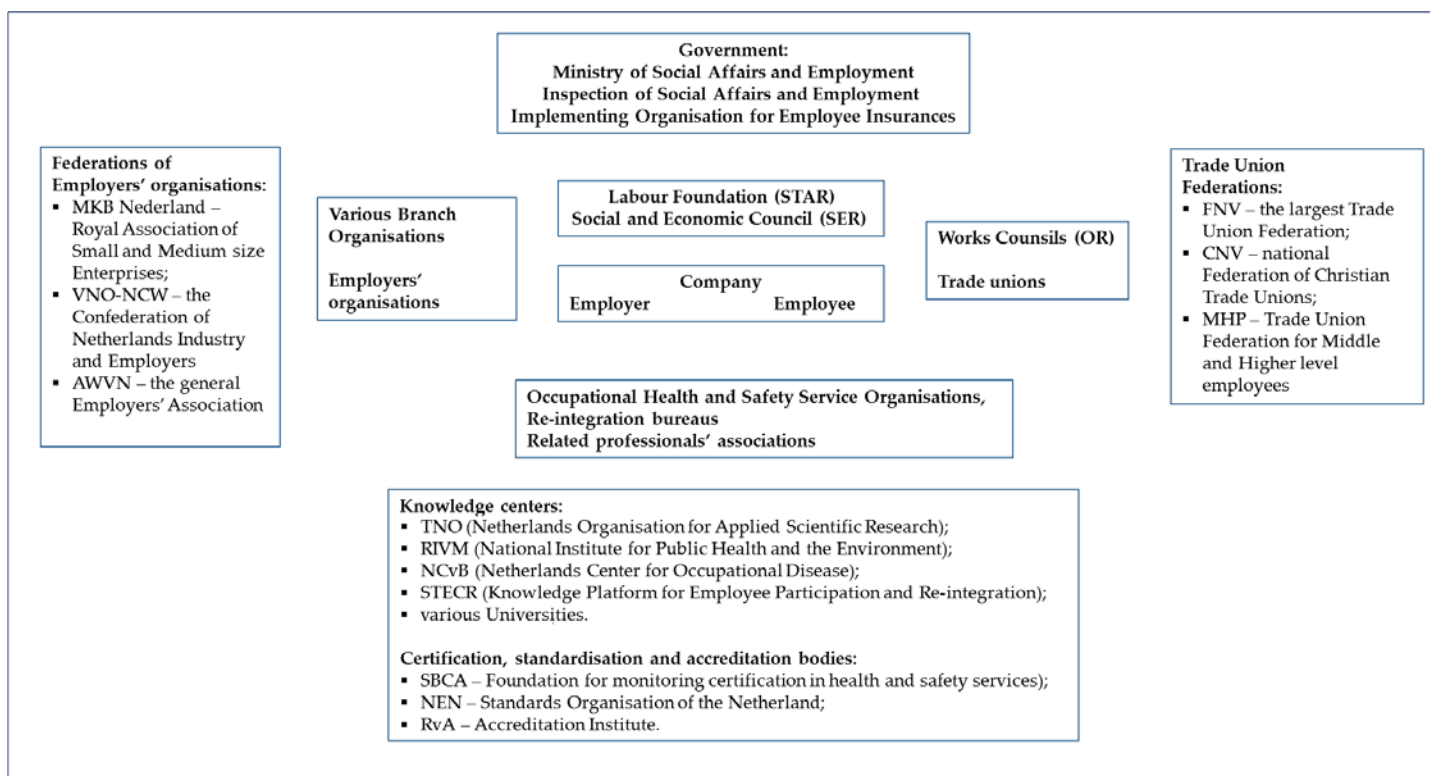 Government:
Ministry of Social Affairs and Employment
Inspection of Social Affairs and Employment
Implementing Organisation for Employee Insurances
Federations of
Employers' organisations:
▪ MKB Nederland –
Royal Association of
Small and Medium size
Enterprises;
▪ VNO-NCW – the
Confederation of
Netherlands Industry
and Employers
▪ AWVN – the general
Employers' Association
Various Branch
Organisations
Employers'
organisations
Labour Foundation (STAR)
Social and Economic Council (SER)
Company
Employer Employee
Works Counsils (OR)
Trade unions
Trade Union
Federations:
▪ FNV – the largest Trade
Union Federation;
▪ CNV – national
Federation of Christian
Trade Unions;
▪ MHP – Trade Union
Federation for Middle
and Higher level
employees
Occupational Health and Safety Service Organisations,
Re-integration bureaus
Related professionals' associations
Knowledge centers:
▪ TNO (Netherlands Organisation for Applied Scientific Research);
▪ RIVM (National Institute for Public Health and the Environment);
▪ NCvB (Netherlands Center for Occupational Disease);
▪ STECR (Knowledge Platform for Employee Participation and Re-integration);
▪ various Universities.
Certification, standardisation and accreditation bodies:
▪ SBCA – Foundation for monitoring certification in health and safety services);
▪ NEN – Standards Organisation of the Netherland;
▪ RvA – Accreditation Institute.